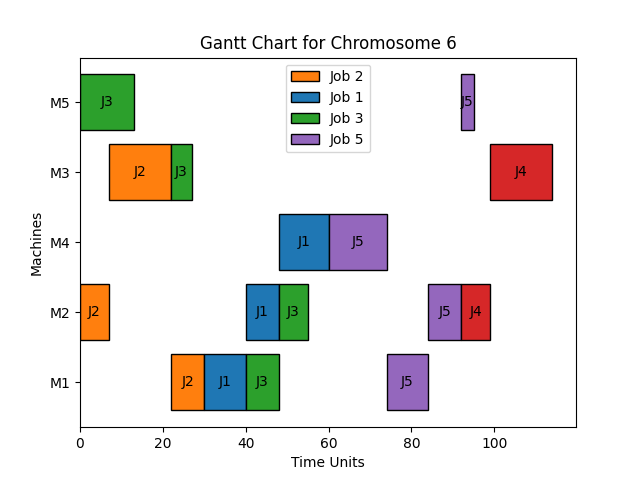 Gantt Chart for Chromosome 6
Job 2
Job 1
Job 3
Job 5
M5 J3 J5
M3 J2 J3 J4
M4 J1 J5
M2 J2 J1 J3 J5 J4
M1 J2 J1 J3 J5
Machines
0 20 40 60 80 100
Time Units